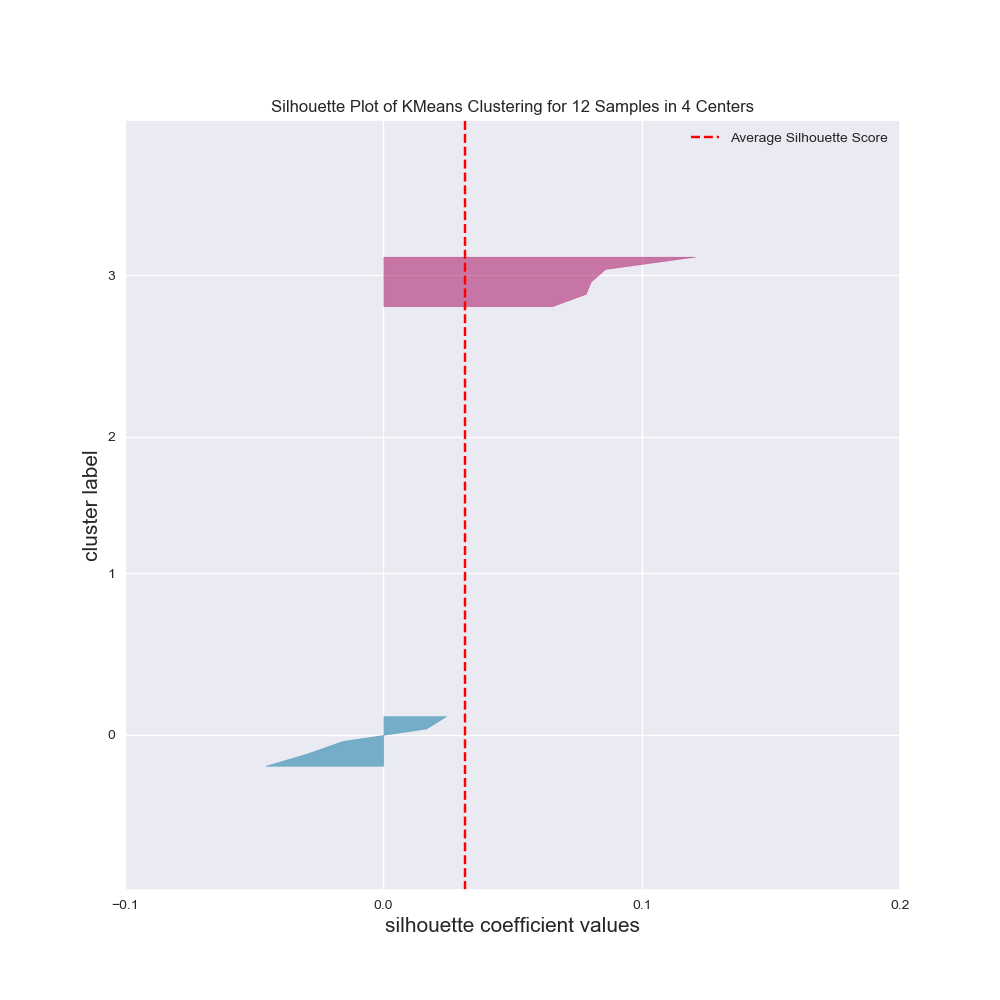 Silhouette Plot of KMeans Clustering for 12 Samples in 4 Centers
Average Silhouette Score
3
2
1
0
cluster label
−0.1
0.0
0.1
0.2
silhouette coefficient values